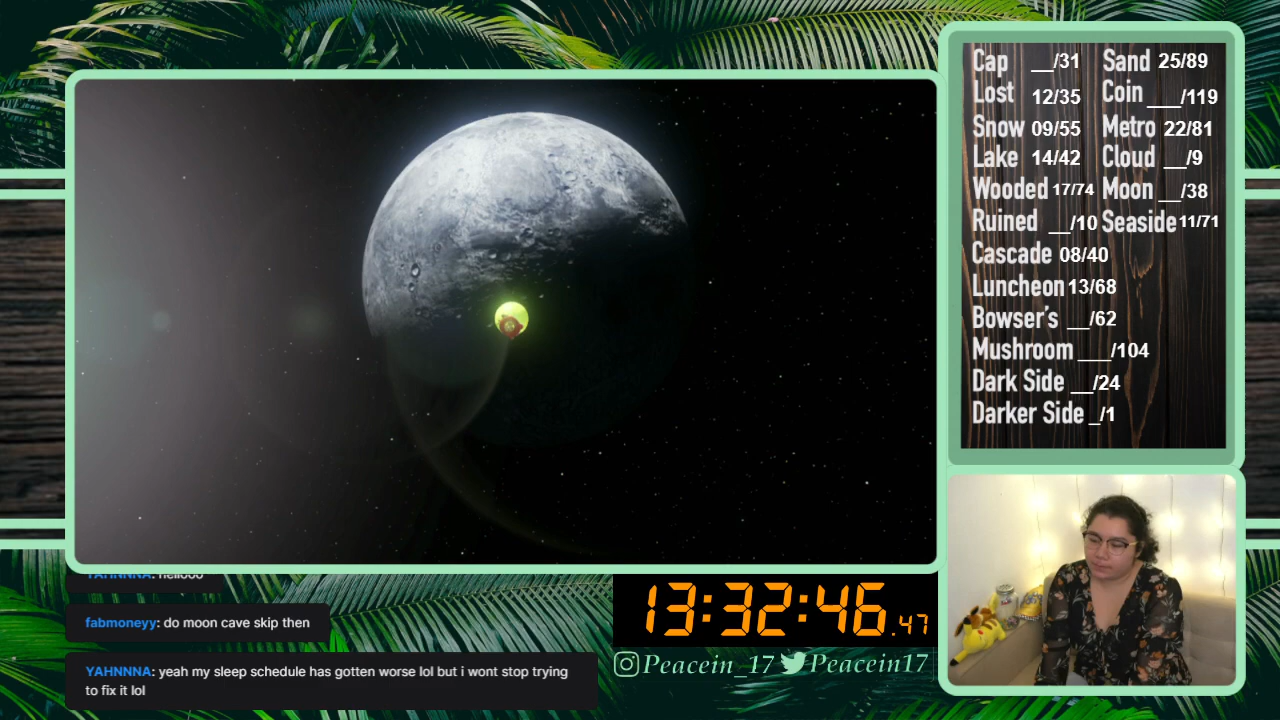 Cap __/31 Sand 25/89
Lost 12/35 Coin ___/119
Snow 09/55 Metro 22/81
Lake 14/42 Cloud __/9
Wooded 17/74 Moon __/38
Ruined __/10 Seaside 11/71
Cascade 08/40
Luncheon 13/68
Bowser's __/62
Mushroom ___/104
Dark Side __/24
Darker Side _/1
YAHNNNA: hellooo
fabmoneyy: do moon cave skip then
YAHNNNA: yeah my sleep schedule has gotten worse lol but i wont stop trying
to fix it lol
13:32:46.47
Peacein_17 Peacein17